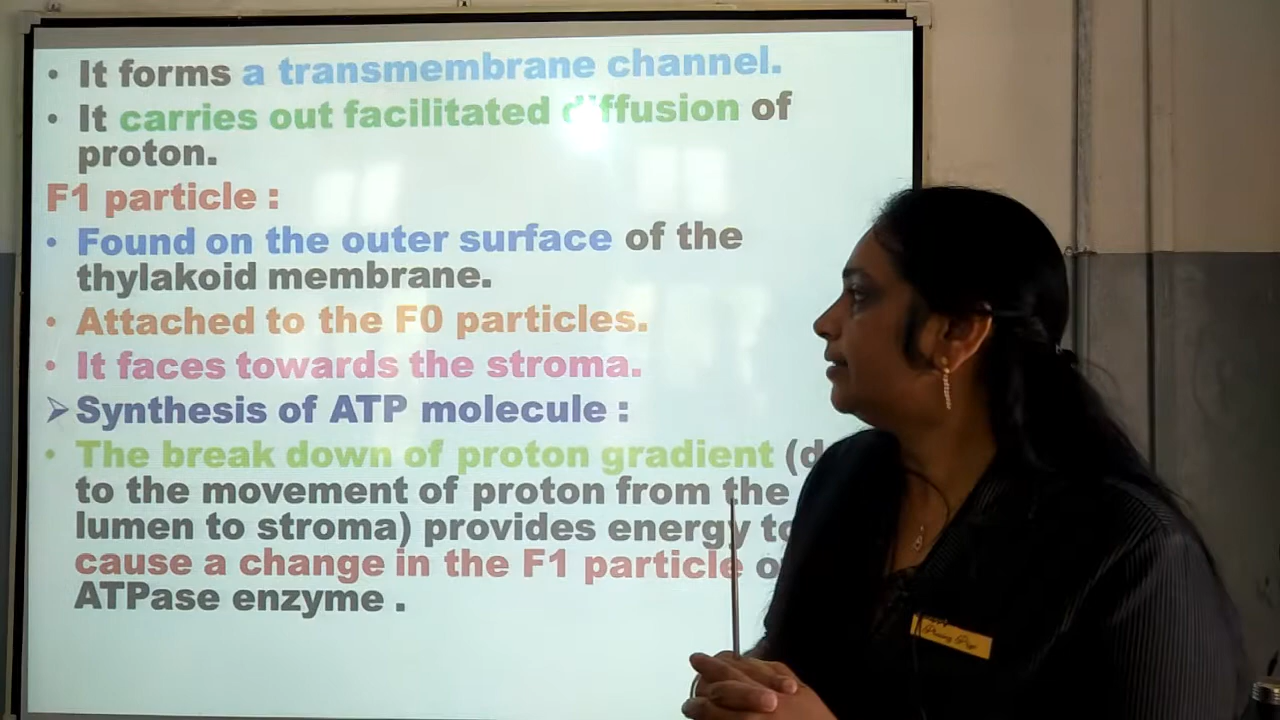 • It forms a transmembrane channel.
• It carries out facilitated diffusion of
proton.
F1 particle :
• Found on the outer surface of the
thylakoid membrane.
• Attached to the F0 particles.
• It faces towards the stroma.
➢ Synthesis of ATP molecule :
• The break down of proton gradient (d
to the movement of proton from the
lumen to stroma) provides energy to
cause a change in the F1 particle o
ATPase enzyme .